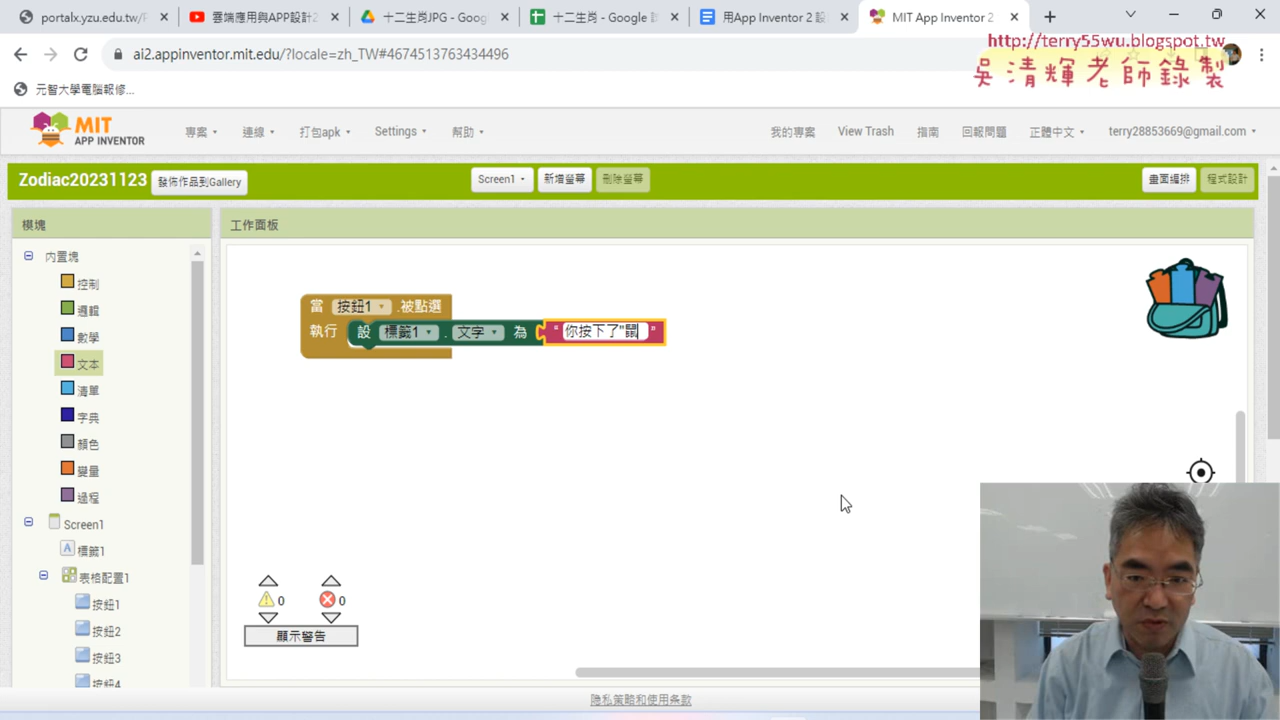 portalx.yzu.edu.tw/F
雲端應用與APP設計2
十二生肖JPG - Goog
十二生肖 - Google 試
用App Inventor 2 設
MIT App Inventor 2
http://terry55wu.blogspot.tw
ai2.appinventor.mit.edu/?locale=zh_TW#4674513763434496
吳清輝老師錄製
元智大學電腦報修...
MIT
APP INVENTOR
專案
連線
打包apk
Settings
幫助
我的專案
View Trash
指南
回報問題
正體中文
terry28853669@gmail.com
Zodiac20231123
發佈作品到Gallery
Screen1
新增螢幕
刪除螢幕
畫面編排
程式設計
模塊
工作面板
內置塊
控制
邏輯
數學
文本
清單
字典
顏色
變量
過程
Screen1
標籤1
表格配置1
按鈕1
按鈕2
按鈕3
按鈕4
當 按鈕1 .被點選
執行 設 標籤1 . 文字 為 “ 你按下了"鼠 ”
0
0
顯示警告
隐私策略和使用条款